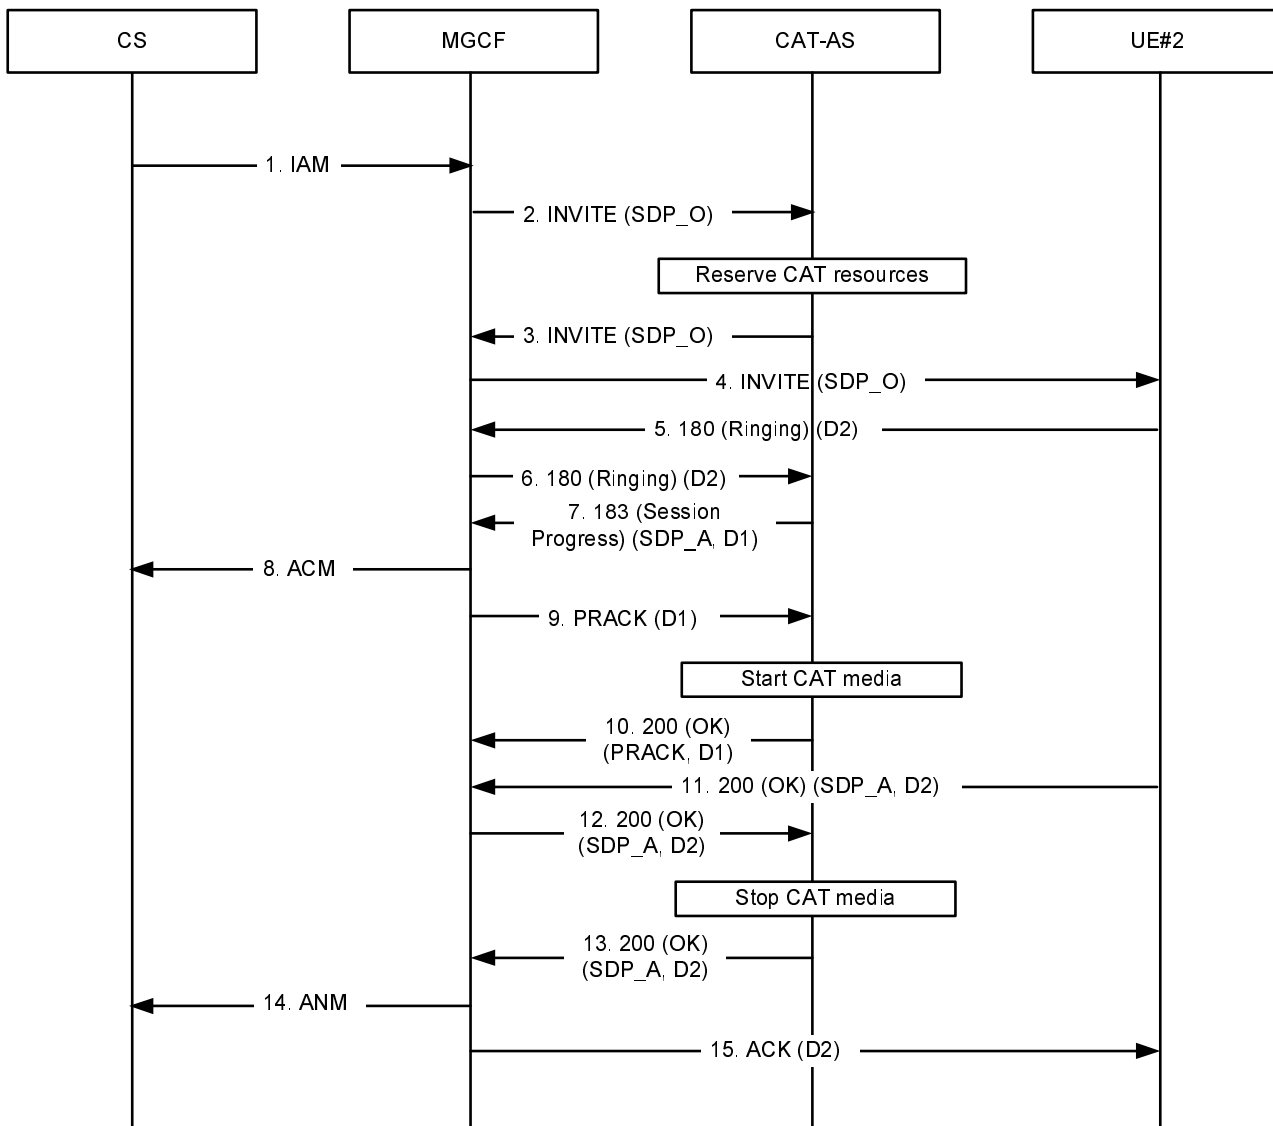 CS
MGCF
CAT-AS
UE#2
1. IAM
2. INVITE (SDP_O)
Reserve CAT resources
3. INVITE (SDP_O)
4. INVITE (SDP_O)
5. 180 (Ringing) (D2)
6. 180 (Ringing) (D2)
7. 183 (Session
Progress) (SDP_A, D1)
8. ACM
9. PRACK (D1)
Start CAT media
10. 200 (OK)
(PRACK, D1)
11. 200 (OK) (SDP_A, D2)
12. 200 (OK)
(SDP_A, D2)
Stop CAT media
13. 200 (OK)
(SDP_A, D2)
14. ANM
15. ACK (D2)